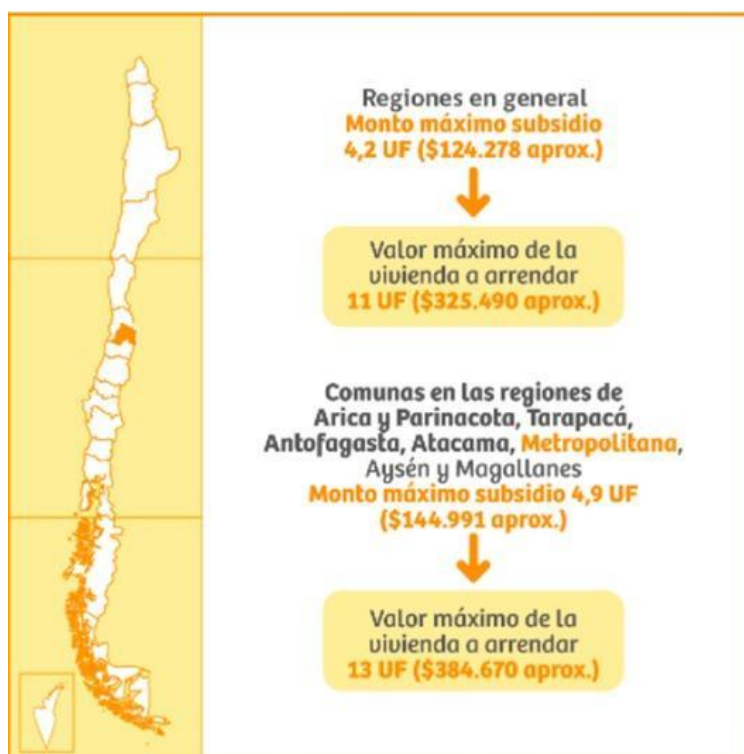 Regiones en general
Monto máximo subsidio
4,2 UF ($124.278 aprox.)
Valor máximo de la
vivienda a arrendar
11 UF ($325.490 aprox.)
Comunas en las regiones de
Arica y Parinacota, Tarapacá,
Antofagasta, Atacama, Metropolitana,
Aysén y Magallanes
Monto máximo subsidio 4,9 UF
($144.991 aprox.)
Valor máximo de la
vivienda a arrendar
13 UF ($384.670 aprox.)